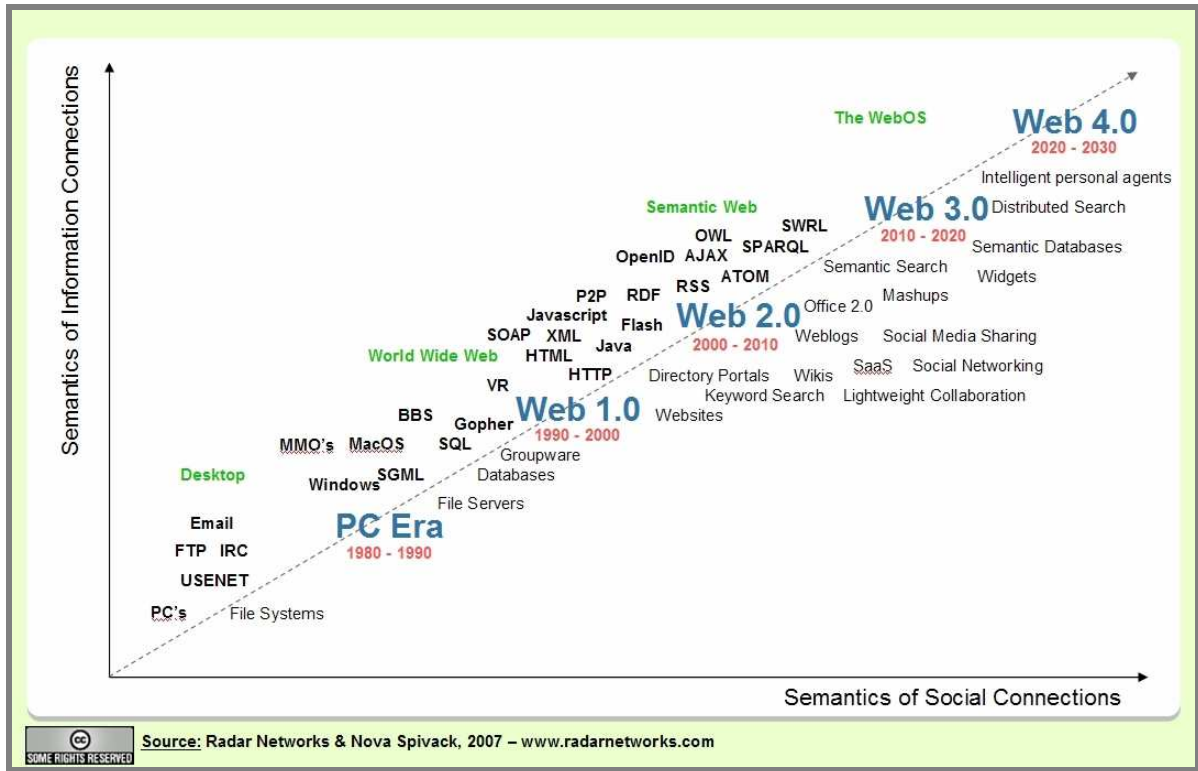 Semantics of Information Connections
The WebOS
Web 4.0
2020 - 2030
Intelligent personal agents
Semantic Web
Web 3.0
Distributed Search
2010 - 2020
SWRL
OWL
SPARQL
Semantic Databases
OpenID
AJAX
Semantic Search
Widgets
ATOM
RSS
P2P
RDF
Mashups
Office 2.0
Javascript
Flash
Web 2.0
2000 - 2010
Weblogs
Social Media Sharing
SOAP
XML
Java
World Wide Web
HTML
HTTP
SaaS
Social Networking
Directory Portals
Wikis
VR
Keyword Search
Lightweight Collaboration
Web 1.0
1990 - 2000
Websites
BBS
Gopher
MMO's
MacOS
SQL
Groupware
Desktop
SGML
Databases
Windows
File Servers
Email
PC Era
1980 - 1990
FTP
IRC
USENET
PC's
File Systems
Semantics of Social Connections
cc
SOME RIGHTS RESERVED
Source: Radar Networks & Nova Spivack, 2007 – www.radarnetworks.com